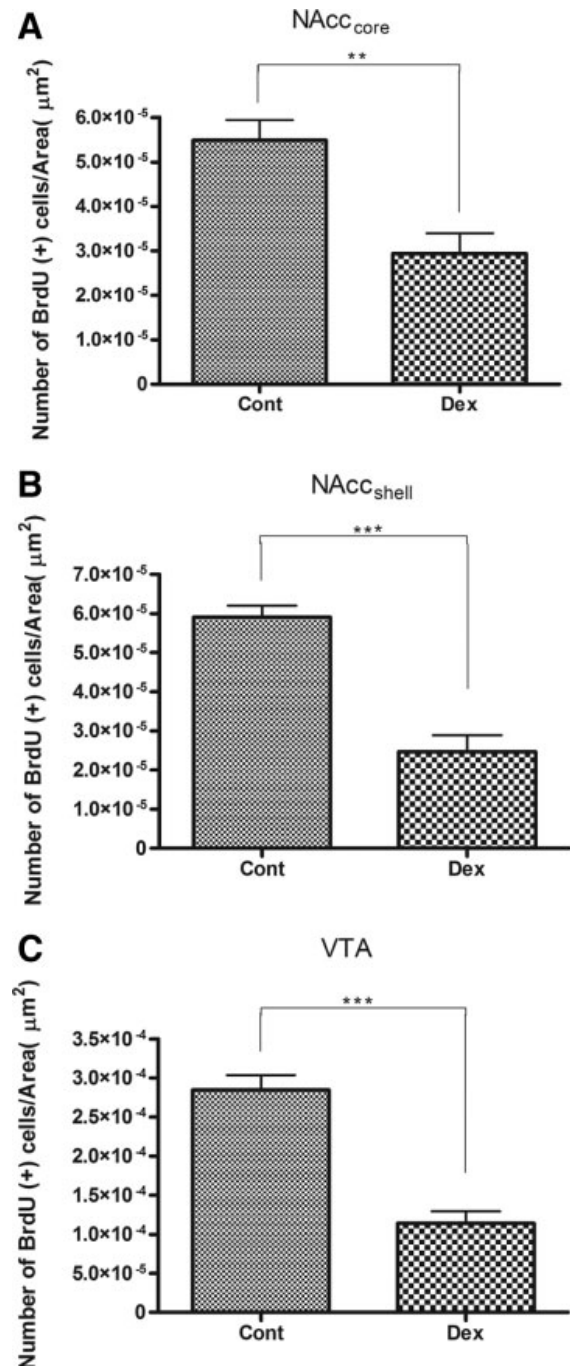 A
NAcc core
**
Number of BrdU (+) cells/Area( μm²)
6.0×10⁻⁵
5.0×10⁻⁵
4.0×10⁻⁵
3.0×10⁻⁵
2.0×10⁻⁵
1.0×10⁻⁵
0
Cont Dex
B
NAcc shell
***
Number of BrdU (+) cells/Area( μm²)
7.0×10⁻⁵
6.0×10⁻⁵
5.0×10⁻⁵
4.0×10⁻⁵
3.0×10⁻⁵
2.0×10⁻⁵
1.0×10⁻⁵
0
Cont Dex
C
VTA
***
Number of BrdU (+) cells/Area( μm²)
3.5×10⁻⁴
3.0×10⁻⁴
2.5×10⁻⁴
2.0×10⁻⁴
1.5×10⁻⁴
1.0×10⁻⁴
5.0×10⁻⁵
0
Cont Dex